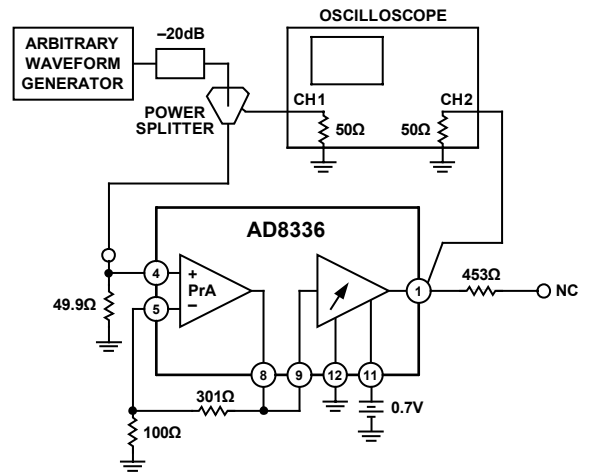 OSCILLOSCOPE
ARBITRARY
WAVEFORM
GENERATOR
–20dB
POWER
SPLITTER
CH1
CH2
50Ω
50Ω
AD8336
4
+
PrA
–
5
49.9Ω
1
453Ω
NC
8
9
12
11
301Ω
100Ω
0.7V